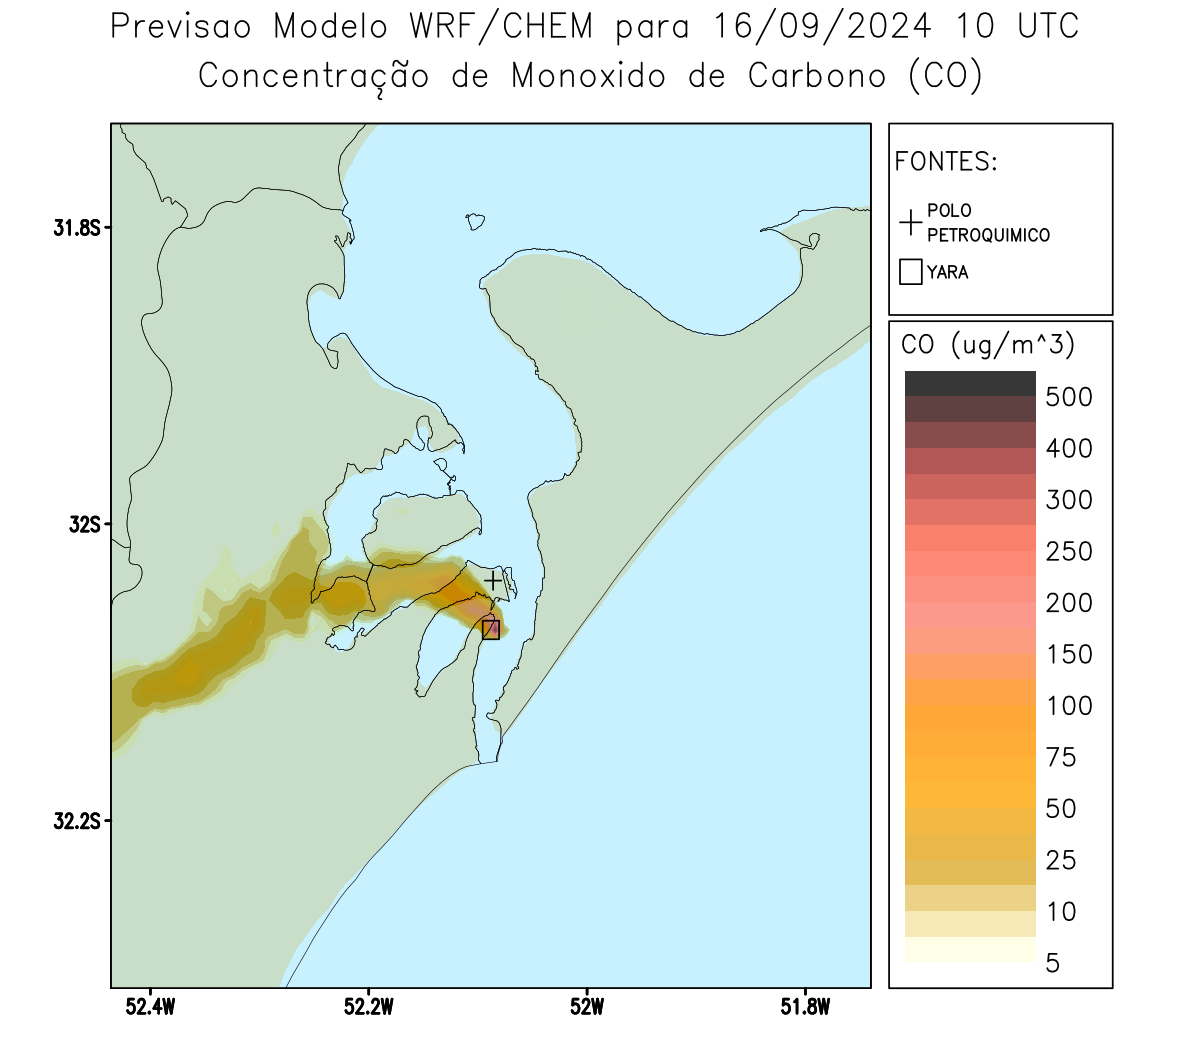 Previsao Modelo WRF/CHEM para 16/09/2024 10 UTC
Concentração de Monoxido de Carbono (CO)
FONTES:
POLO
PETROQUIMICO
YARA
31.8S
32S
32.2S
52.4W
52.2W
52W
51.8W
CO (ug/m^3)
500
400
300
250
200
150
100
75
50
25
10
5